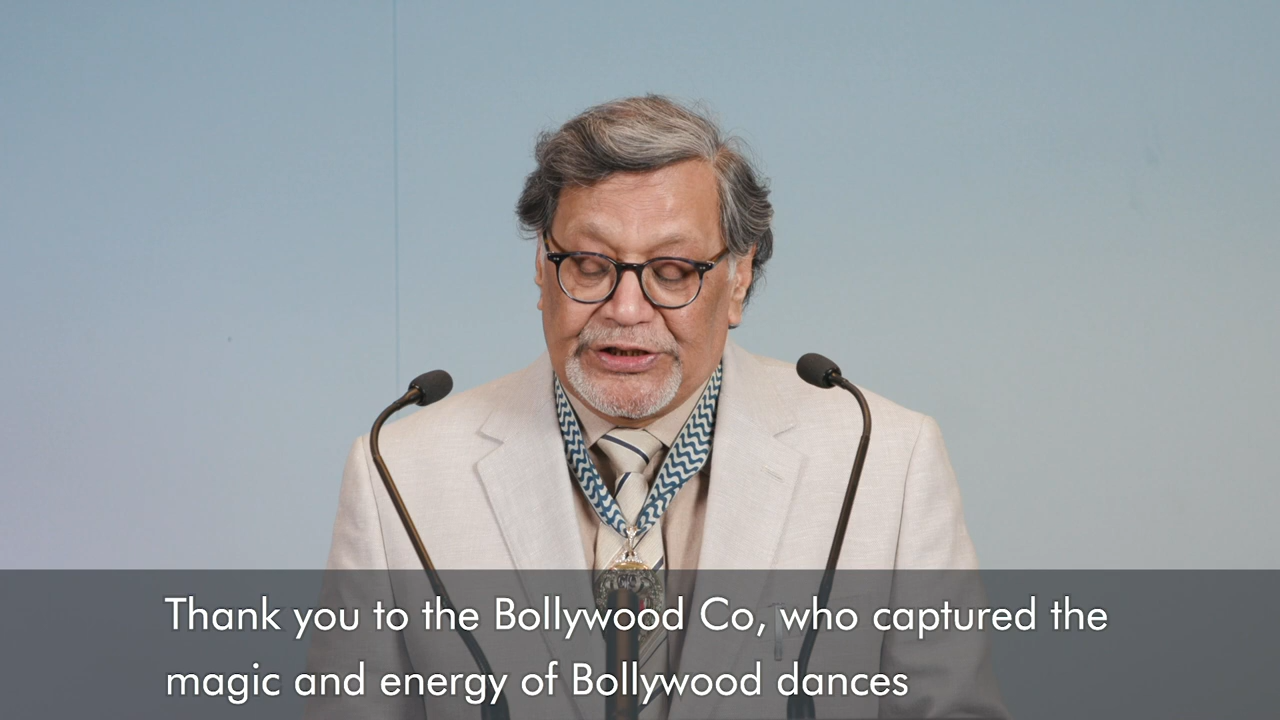 Thank you to the Bollywood Co, who captured the
magic and energy of Bollywood dances